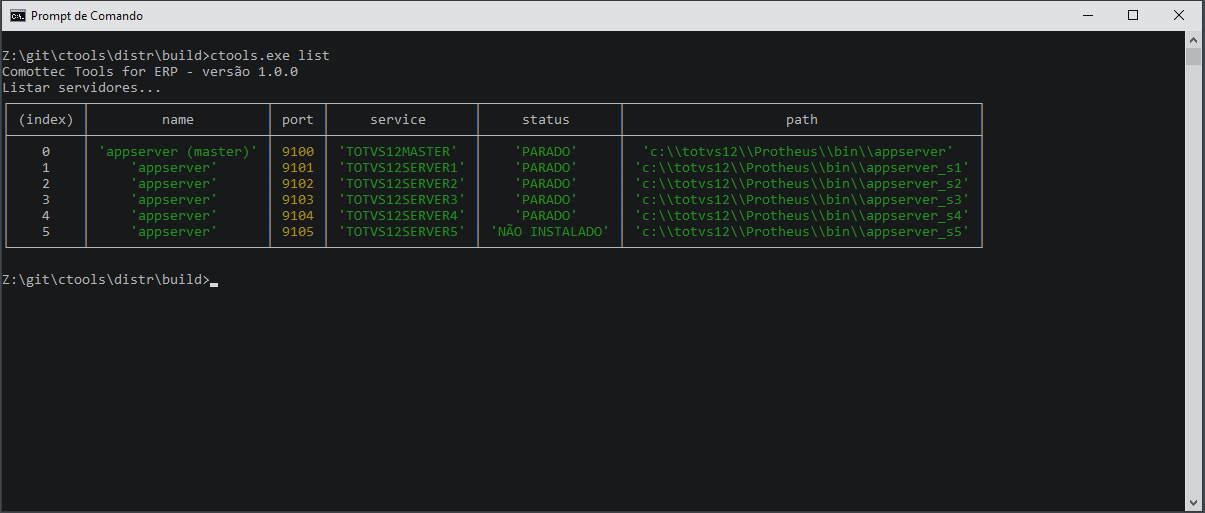 Prompt de Comando
Z:\git\ctools\distr\build>ctools.exe list
Comottec Tools for ERP - versão 1.0.0
Listar servidores...
(index) name port service status path
0 'appserver (master)' 9100 'TOTVS12MASTER' 'PARADO' 'c:\\totvs12\\Protheus\\bin\\appserver'
1 'appserver' 9101 'TOTVS12SERVER1' 'PARADO' 'c:\\totvs12\\Protheus\\bin\\appserver_s1'
2 'appserver' 9102 'TOTVS12SERVER2' 'PARADO' 'c:\\totvs12\\Protheus\\bin\\appserver_s2'
3 'appserver' 9103 'TOTVS12SERVER3' 'PARADO' 'c:\\totvs12\\Protheus\\bin\\appserver_s3'
4 'appserver' 9104 'TOTVS12SERVER4' 'PARADO' 'c:\\totvs12\\Protheus\\bin\\appserver_s4'
5 'appserver' 9105 'TOTVS12SERVER5' 'NÃO INSTALADO' 'c:\\totvs12\\Protheus\\bin\\appserver_s5'
Z:\git\ctools\distr\build>